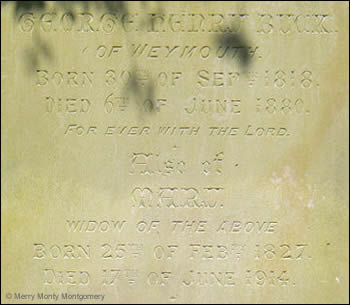 GEORGE HENRY BUCK.
(OF WEYMOUTH.)
BORN 30TH OF SEPT 1818.
DIED 6TH OF JUNE 1880.
FOR EVER WITH THE LORD.
Also of
MARY
WIDOW OF THE ABOVE
BORN 25TH OF FEBY 1827.
DIED 17TH OF JUNE 1914.
© Merry Monty Montgomery